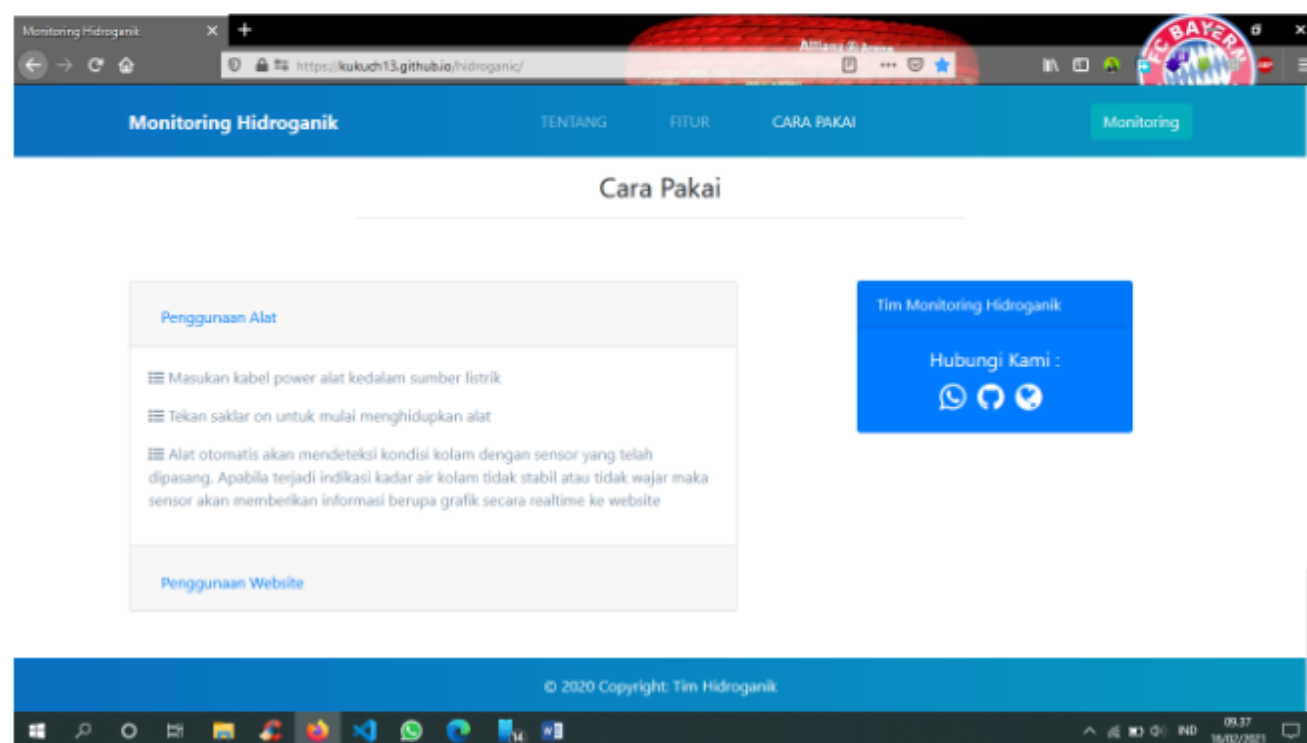 Monitoring Hidroganik
Allianz Arena
FC BAYERN
https://kukuch13.github.io/hidroganic/
Monitoring Hidroganik
TENTANG
FITUR
CARA PAKAI
Monitoring
Cara Pakai
Penggunaan Alat
Masukan kabel power alat kedalam sumber listrik
Tekan saklar on untuk mulai menghidupkan alat
Alat otomatis akan mendeteksi kondisi kolam dengan sensor yang telah
dipasang. Apabila terjadi indikasi kadar air kolam tidak stabil atau tidak wajar maka
sensor akan memberikan informasi berupa grafik secara realtime ke website
Penggunaan Website
Tim Monitoring Hidroganik
Hubungi Kami :
© 2020 Copyright: Tim Hidroganik
14
IND
09.37
16/02/2021